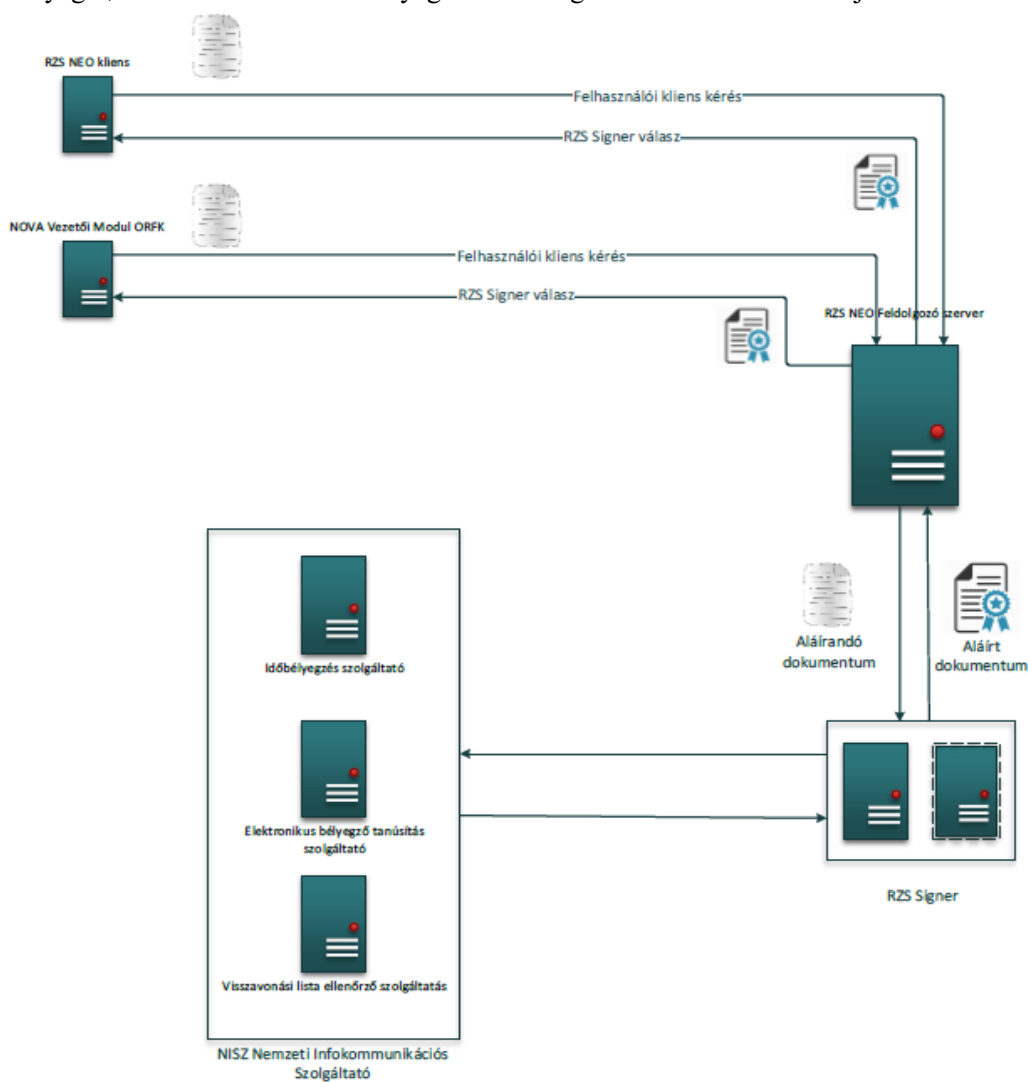 RZS NEO kliens
Felhasználói kliens kérés
RZS Signer válasz
NOVA Vezetői Modul ORFK
Felhasználói kliens kérés
RZS Signer válasz
RZS NEO Feldolgozó szerver
Aláírandó
dokumentum
Aláírt
dokumentum
Időbélyegzés szolgáltató
Elektronikus bélyegző tanúsítás
szolgáltató
RZS Signer
Visszavonási lista ellenőrző szolgáltatás
NISZ Nemzeti Infokommunikációs
Szolgáltató